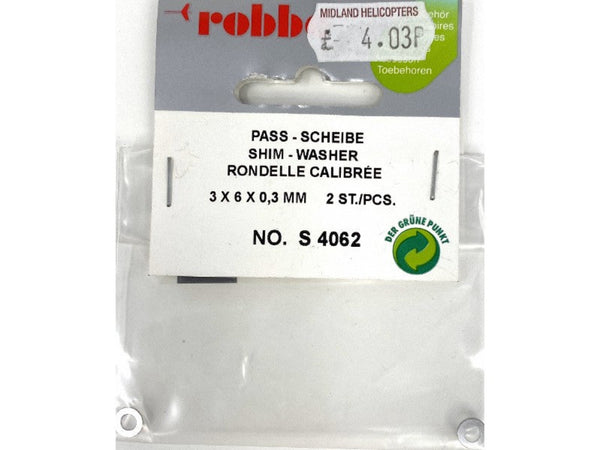 robbe
MIDLAND HELICOPTERS
£ 4.03P
Toebehoren
PASS - SCHEIBE
SHIM - WASHER
RONDELLE CALIBRÉE
3 X 6 X 0,3 MM 2 ST./PCS.
NO. S 4062
DER GRÜNE PUNKT